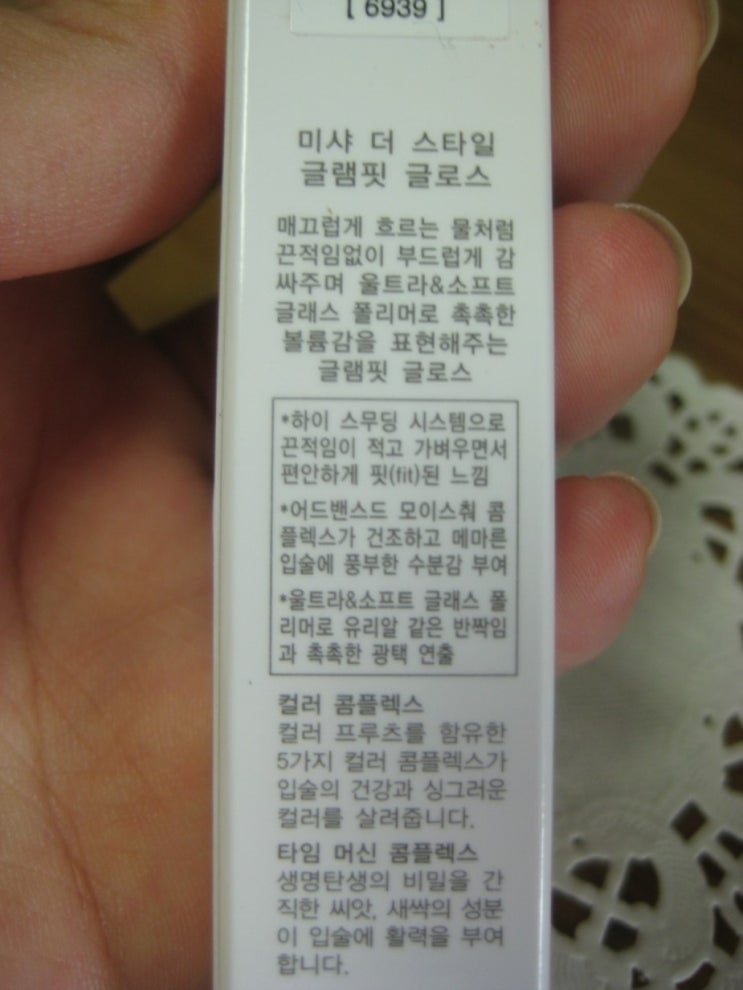 [ 6939 ]
미샤 더 스타일
글램핏 글로스
매끄럽게 흐르는 물처럼
끈적임없이 부드럽게 감
싸주며 울트라&소프트
글래스 폴리머로 촉촉한
볼륨감을 표현해주는
글램핏 글로스
*하이 스무딩 시스템으로
끈적임이 적고 가벼우면서
편안하게 핏(fit)된 느낌
*어드밴스드 모이스춰 콤
플렉스가 건조하고 메마른
입술에 풍부한 수분감 부여
*울트라&소프트 글래스 폴
리머로 유리알 같은 반짝임
과 촉촉한 광택 연출
컬러 콤플렉스
컬러 프루츠를 함유한
5가지 컬러 콤플렉스가
입술의 건강과 싱그러운
컬러를 살려줍니다.
타임 머신 콤플렉스
생명탄생의 비밀을 간
직한 씨앗, 새싹의 성분
이 입술에 활력을 부여
합니다.